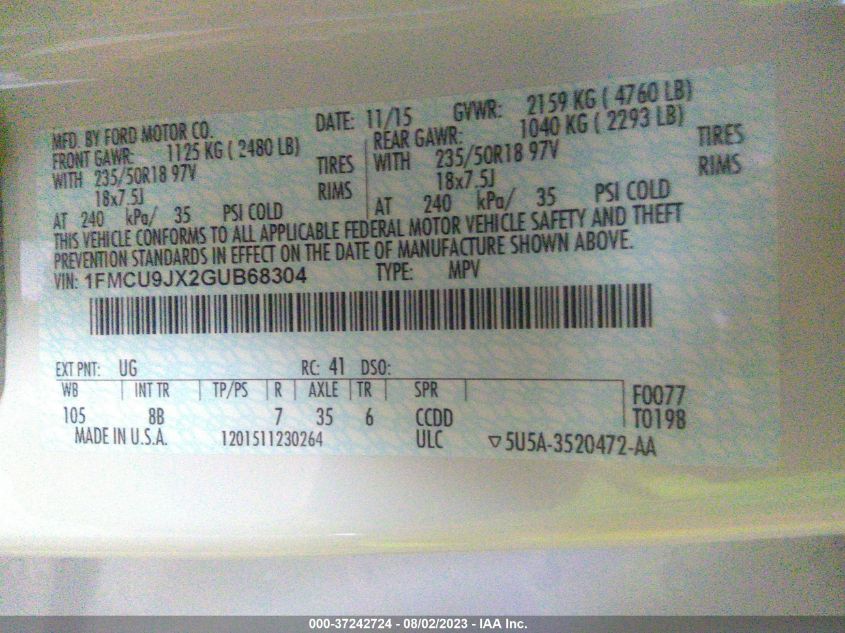 MFD. BY FORD MOTOR CO. DATE: 11/15 GVWR: 2159 KG ( 4760 LB)
FRONT GAWR: 1125 KG ( 2480 LB) REAR GAWR: 1040 KG ( 2293 LB)
WITH 235/50R18 97V TIRES WITH 235/50R18 97V TIRES
18x7.5J RIMS 18x7.5J RIMS
AT 240 kPa/ 35 PSI COLD AT 240 kPa/ 35 PSI COLD
THIS VEHICLE CONFORMS TO ALL APPLICABLE FEDERAL MOTOR VEHICLE SAFETY AND THEFT
PREVENTION STANDARDS IN EFFECT ON THE DATE OF MANUFACTURE SHOWN ABOVE.
VIN: 1FMCU9JX2GUB68304 TYPE: MPV
EXT PNT: UG RC: 41 DSO:
WB INT TR TP/PS R AXLE TR SPR F0077
105 8B 7 35 6 CCDD T0198
MADE IN U.S.A. 1201511230264 ULC ▽5U5A-3520472-AA
000-37242724 - 08/02/2023 - IAA Inc.